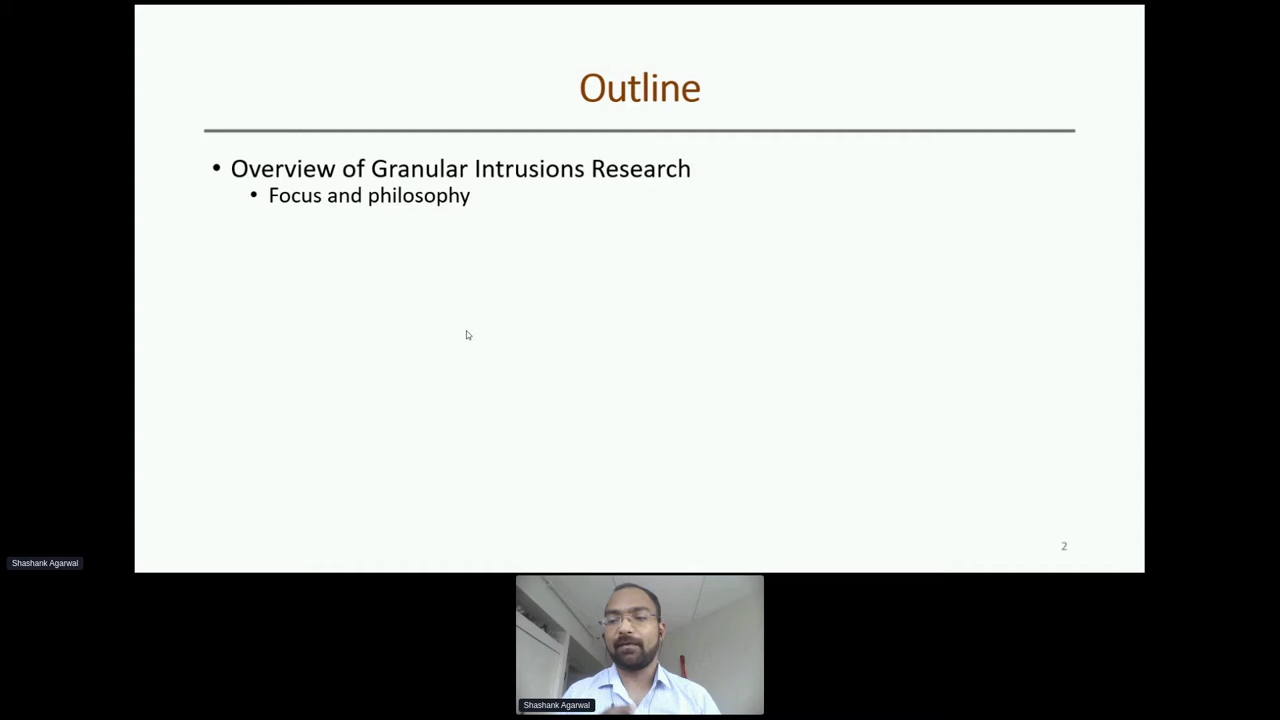 Outline
• Overview of Granular Intrusions Research
• Focus and philosophy
2
Shashank Agarwal
Shashank Agarwal